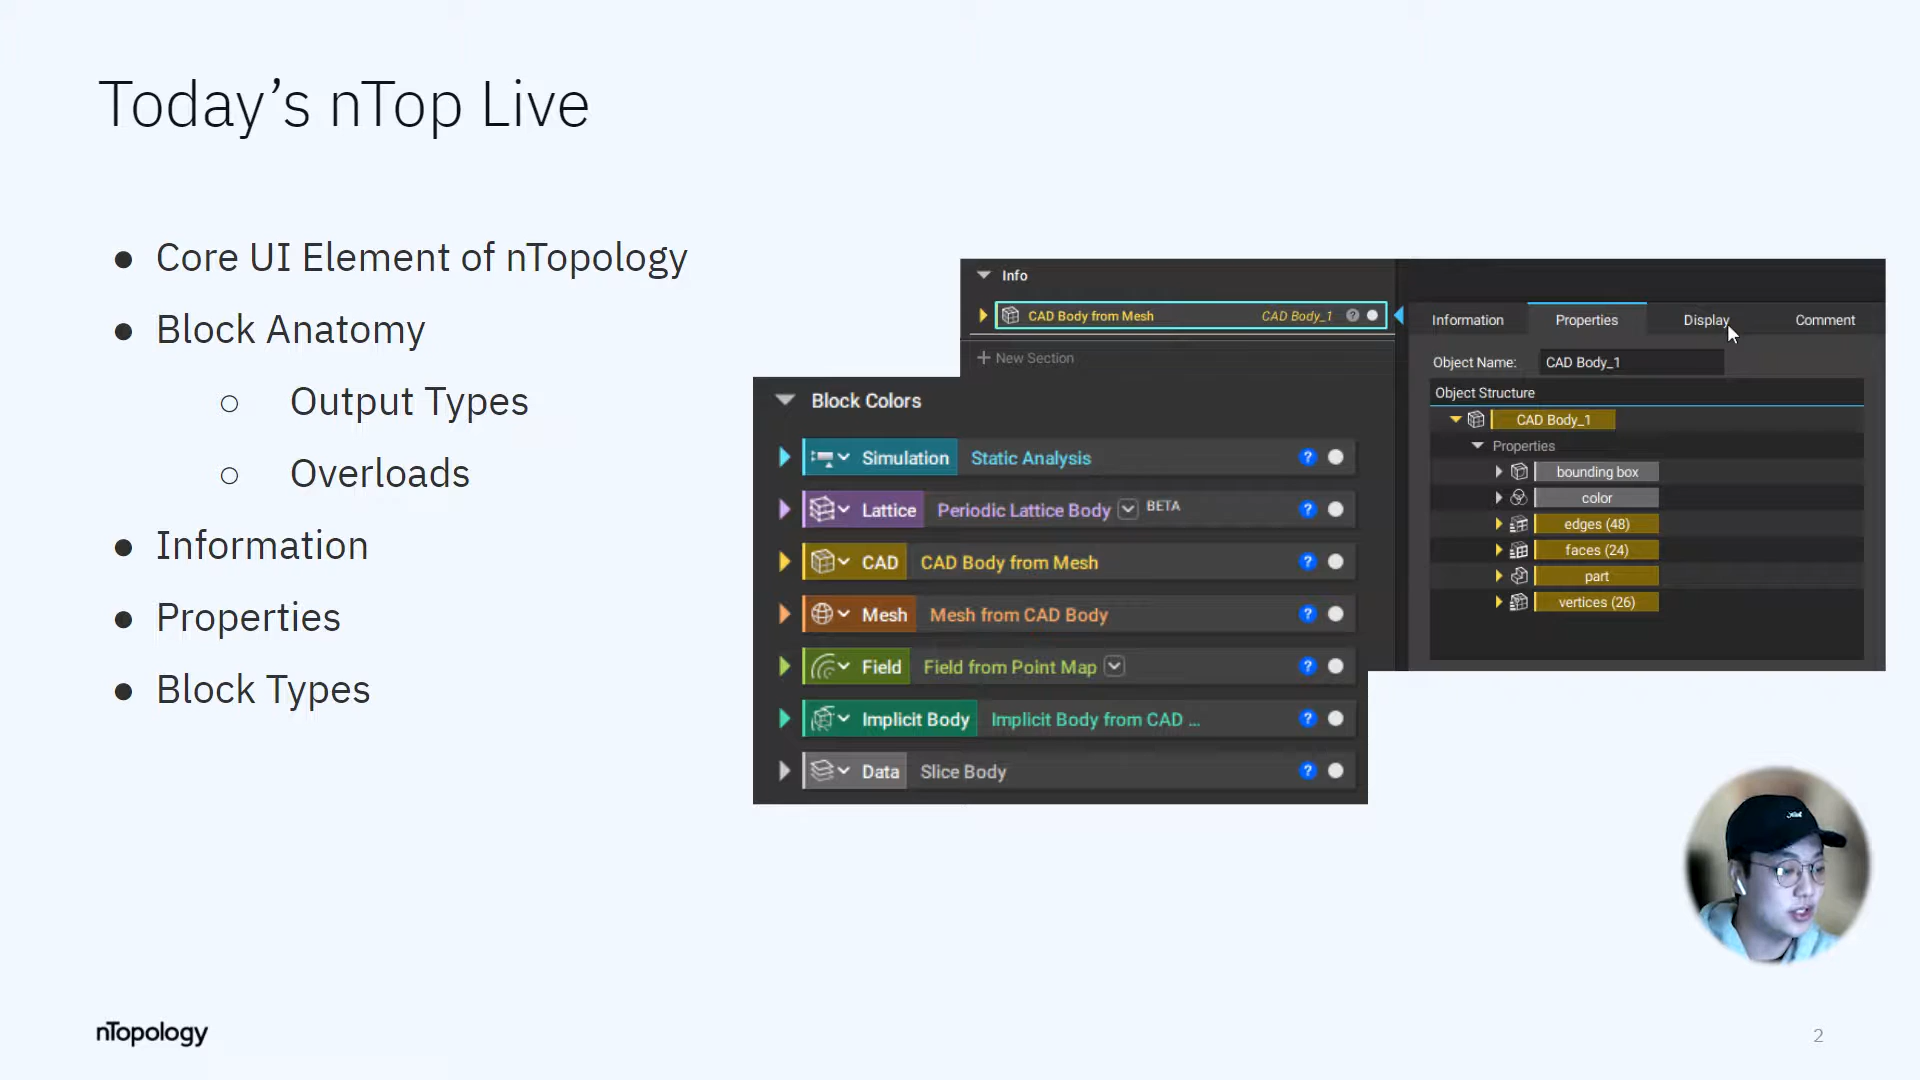 Today's nTop Live
● Core UI Element of nTopology
● Block Anatomy
○ Output Types
○ Overloads
● Information
● Properties
● Block Types
Info
CAD Body from Mesh CAD Body_1 ?
+ New Section
Information Properties Display Comment
Object Name: CAD Body_1
Object Structure
CAD Body_1
Properties
bounding box
color
edges (48)
faces (24)
part
vertices (26)
Block Colors
Simulation Static Analysis ?
Lattice Periodic Lattice Body BETA ?
CAD CAD Body from Mesh ?
Mesh Mesh from CAD Body ?
Field Field from Point Map ?
Implicit Body Implicit Body from CAD ... ?
Data Slice Body ?
nTopology
2